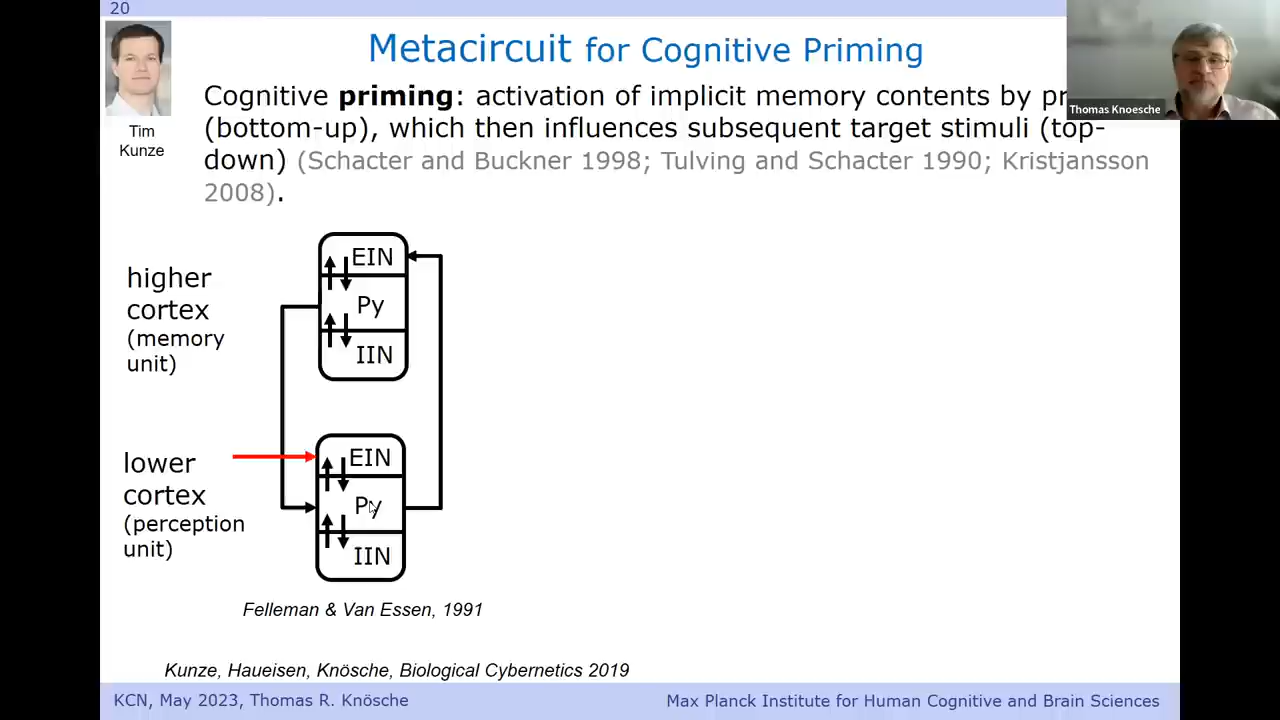 20
Metacircuit for Cognitive Priming
Thomas Knoesche
Tim
Kunze
Cognitive priming: activation of implicit memory contents by
(bottom-up), which then influences subsequent target stimuli (top-
down) (Schacter and Buckner 1998; Tulving and Schacter 1990; Kristjansson
2008).
higher
cortex
(memory
unit)
EIN
Py
IIN
lower
cortex
(perception
unit)
EIN
Py
IIN
Felleman & Van Essen, 1991
Kunze, Haueisen, Knösche, Biological Cybernetics 2019
KCN, May 2023, Thomas R. Knösche
Max Planck Institute for Human Cognitive and Brain Sciences